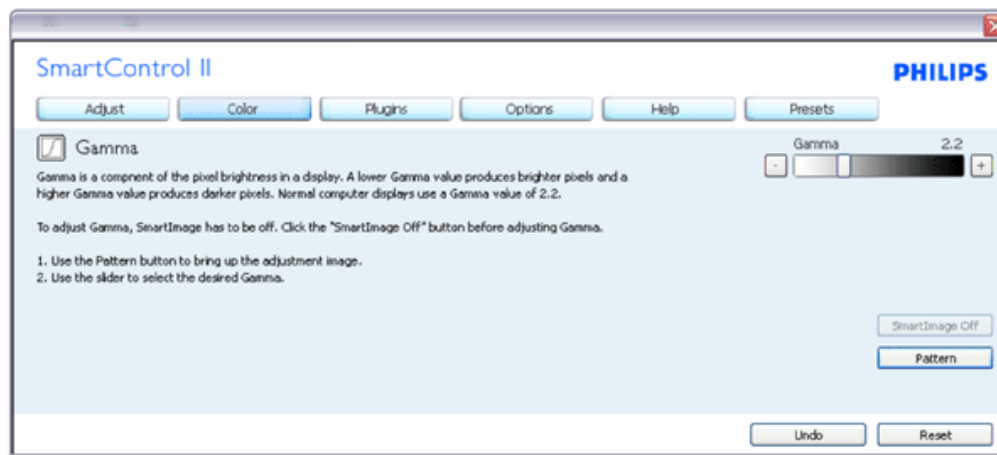 SmartControl II
PHILIPS
Adjust
Color
Plugins
Options
Help
Presets
Gamma
Gamma 2.2
- +
Gamma is a compnent of the pixel brightness in a display. A lower Gamma value produces brighter pixels and a
higher Gamma value produces darker pixels. Normal computer displays use a Gamma value of 2.2.
To adjust Gamma, SmartImage has to be off. Click the "SmartImage Off" button before adjusting Gamma.
1. Use the Pattern button to bring up the adjustment image.
2. Use the slider to select the desired Gamma.
SmartImage Off
Pattern
Undo
Reset